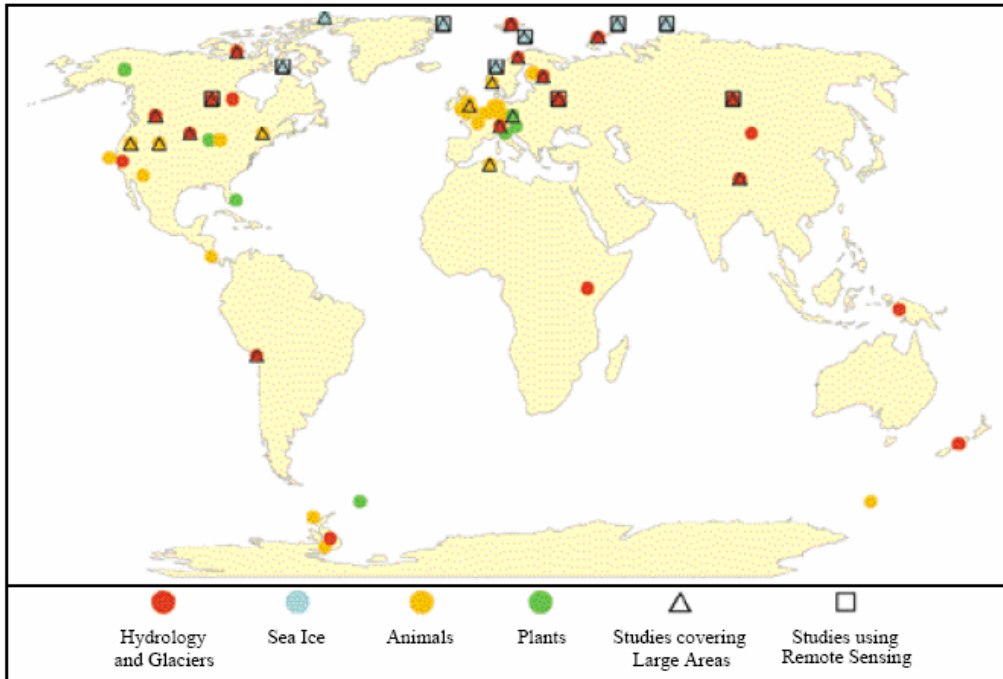 Hydrology
and Glaciers
Sea Ice
Animals
Plants
Studies covering
Large Areas
Studies using
Remote Sensing